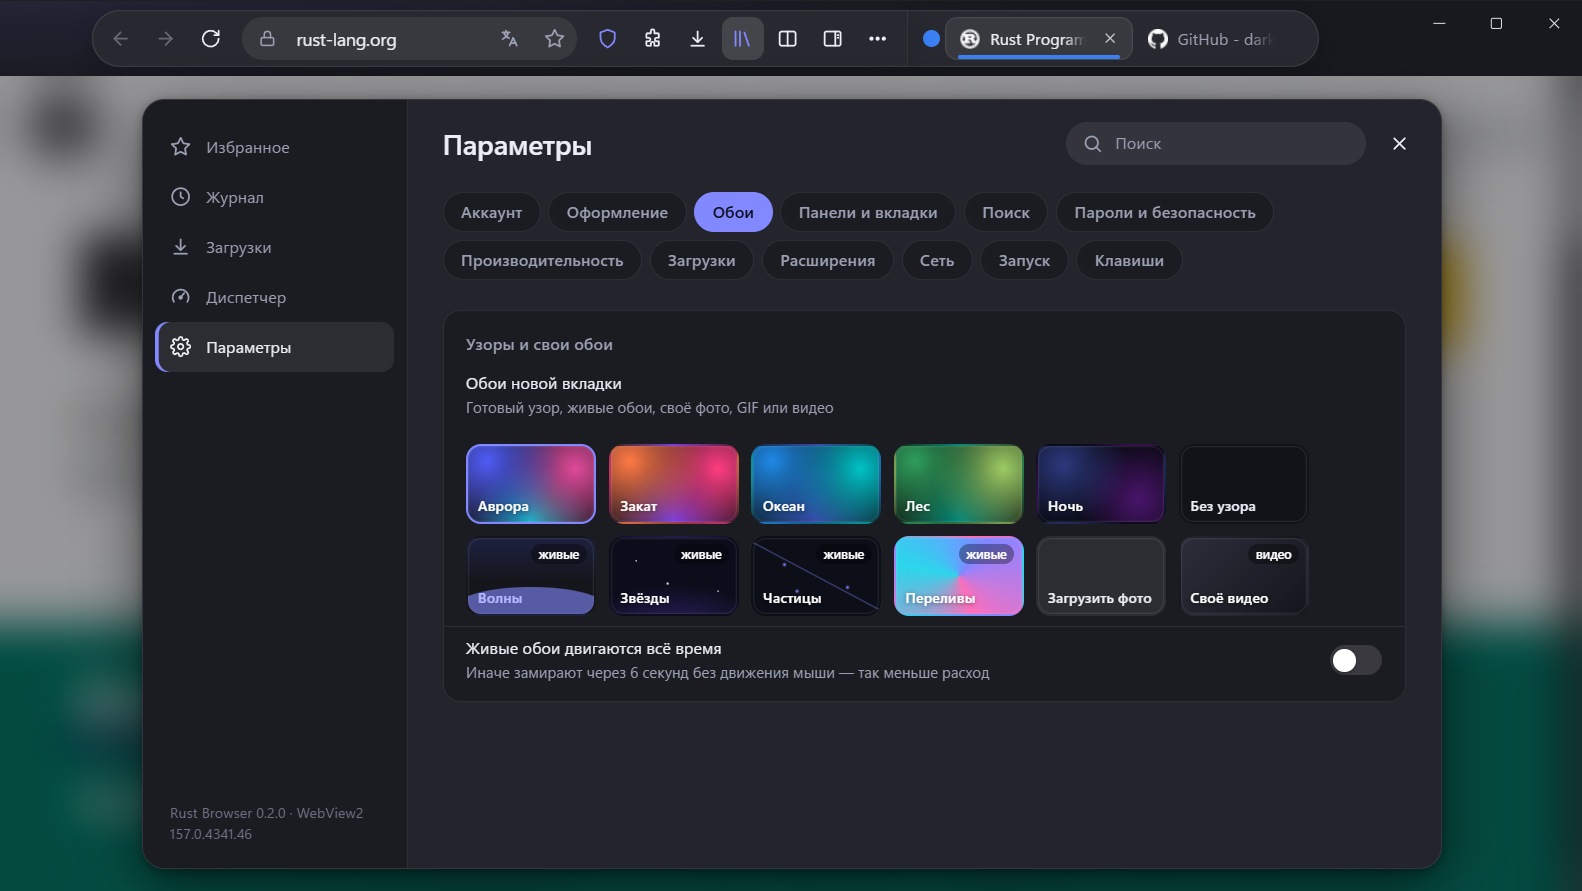 rust-lang.org
Rust Program
GitHub - dark
Избранное
Журнал
Загрузки
Диспетчер
Параметры
Rust Browser 0.2.0 · WebView2
157.0.4341.46
Параметры
Поиск
Аккаунт
Оформление
Обои
Панели и вкладки
Поиск
Пароли и безопасность
Производительность
Загрузки
Расширения
Сеть
Запуск
Клавиши
Узоры и свои обои
Обои новой вкладки
Готовый узор, живые обои, своё фото, GIF или видео
Аврора
Закат
Океан
Лес
Ночь
Без узора
живые
Волны
живые
Звёзды
живые
Частицы
живые
Переливы
Загрузить фото
видео
Своё видео
Живые обои двигаются всё время
Иначе замирают через 6 секунд без движения мыши — так меньше расход